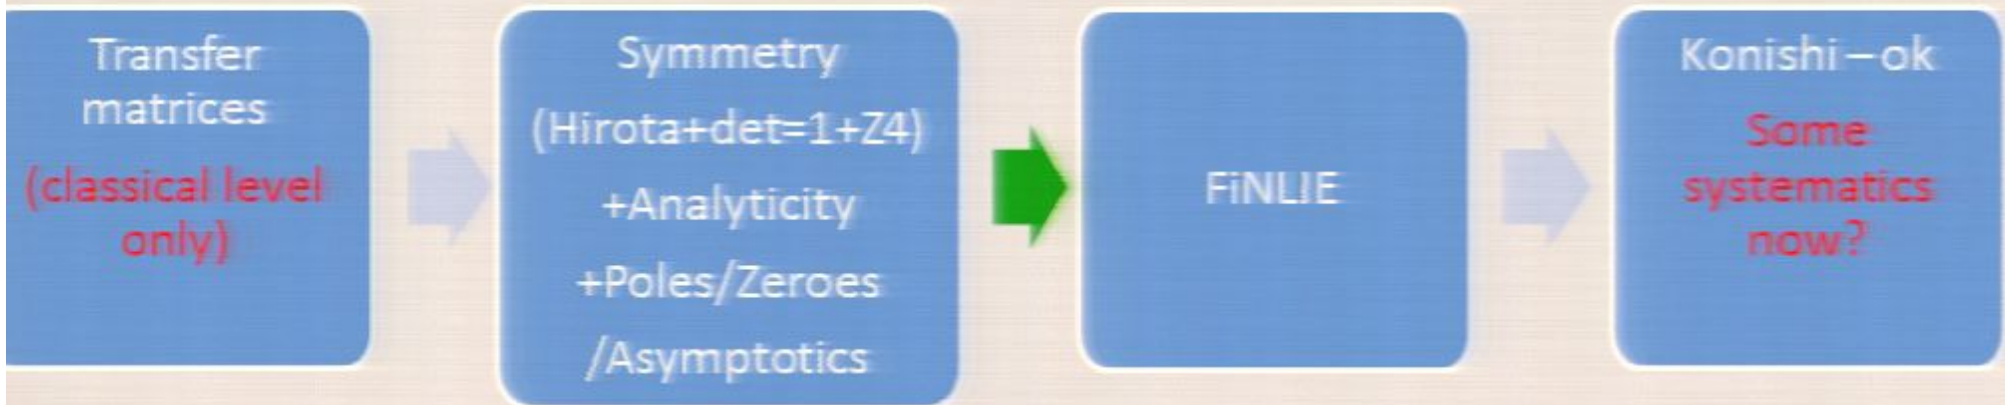 Transfer
matrices
(classical level
only)
Symmetry
(Hirota+det=1+Z4)
+Analyticity
+Poles/Zeroes
/Asymptotics
FiNLIE
Konishi – ok
Some
systematics
now?